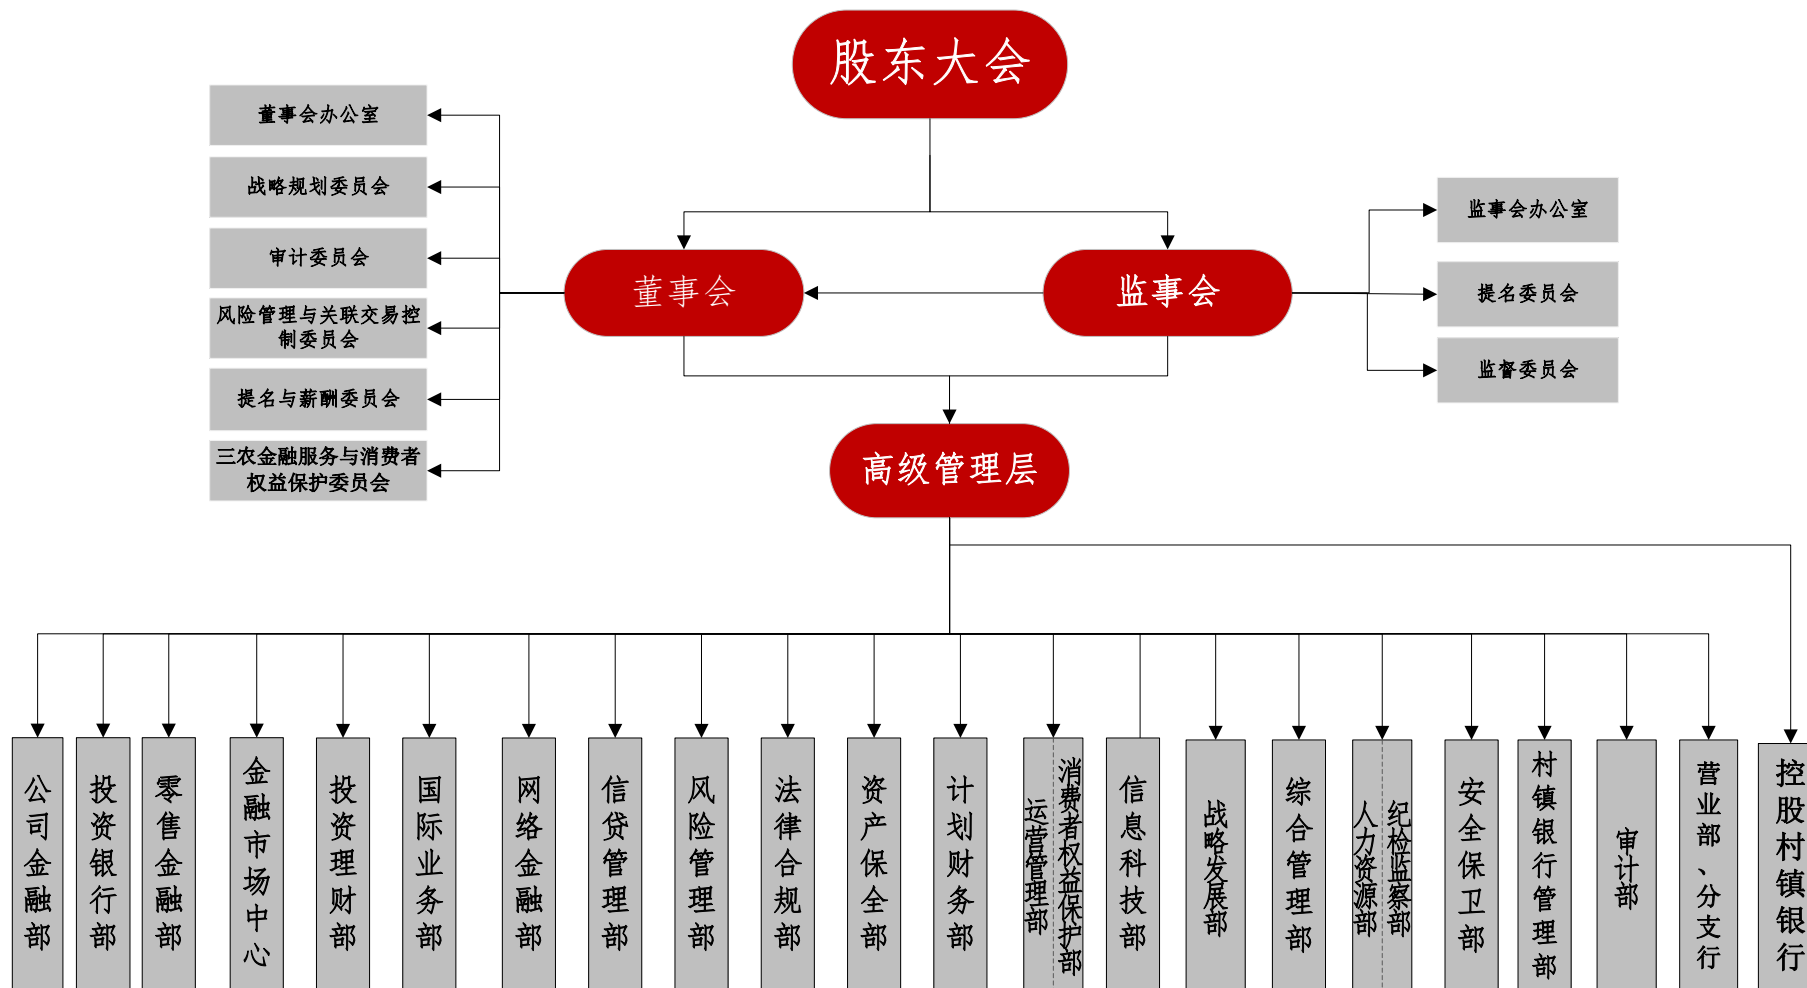 股东大会
董事会办公室
战略规划委员会
审计委员会
风险管理与关联交易控
制委员会
提名与薪酬委员会
三农金融服务与消费者
权益保护委员会
董事会
监事会
监事会办公室
提名委员会
监督委员会
高级管理层
公司金融部
投资银行部
零售金融部
金融市场中心
投资理财部
国际业务部
网络金融部
信贷管理部
风险管理部
法律合规部
资产保全部
计划财务部
运营管理部
消费者权益保护部
信息科技部
战略发展部
综合管理部
人力资源部
纪检监察部
安全保卫部
村镇银行管理部
审计部
营业部、分支行
控股村镇银行